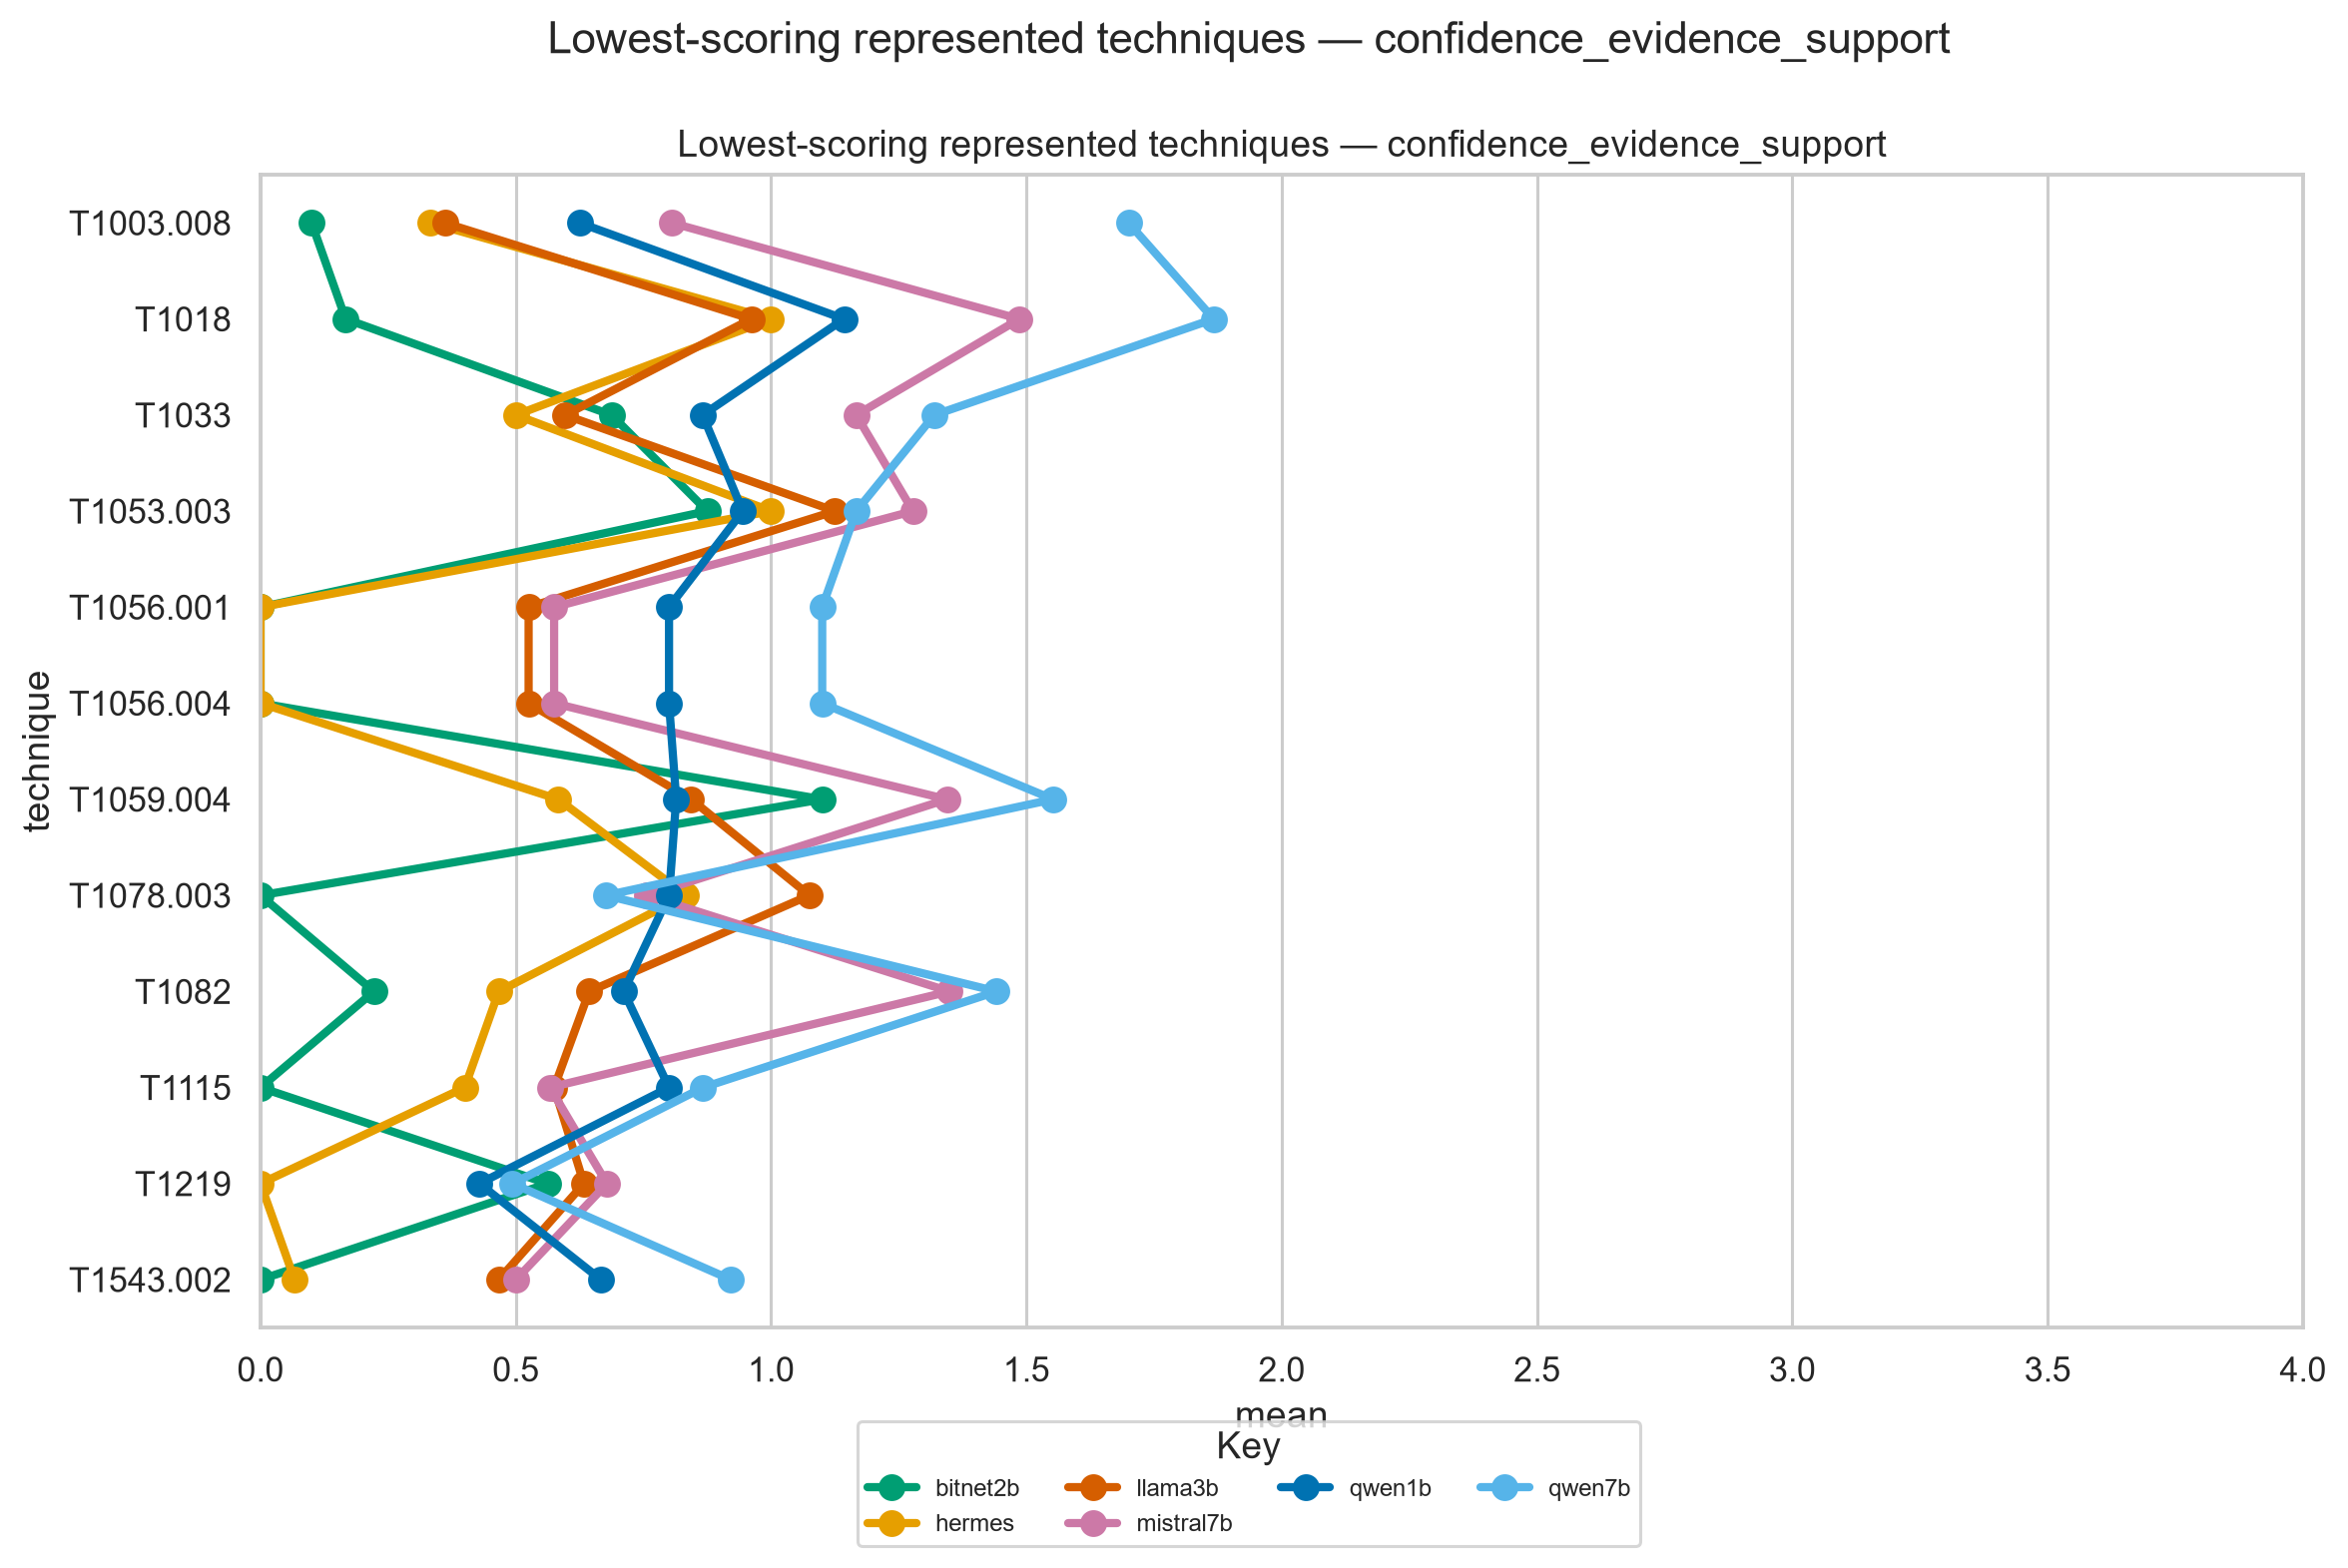 Lowest-scoring represented techniques — confidence_evidence_support
Lowest-scoring represented techniques — confidence_evidence_support
technique
T1003.008
T1018
T1033
T1053.003
T1056.001
T1056.004
T1059.004
T1078.003
T1082
T1115
T1219
T1543.002
0.0 0.5 1.0 1.5 2.0 2.5 3.0 3.5 4.0
mean
Key
bitnet2b llama3b qwen1b qwen7b
hermes mistral7b